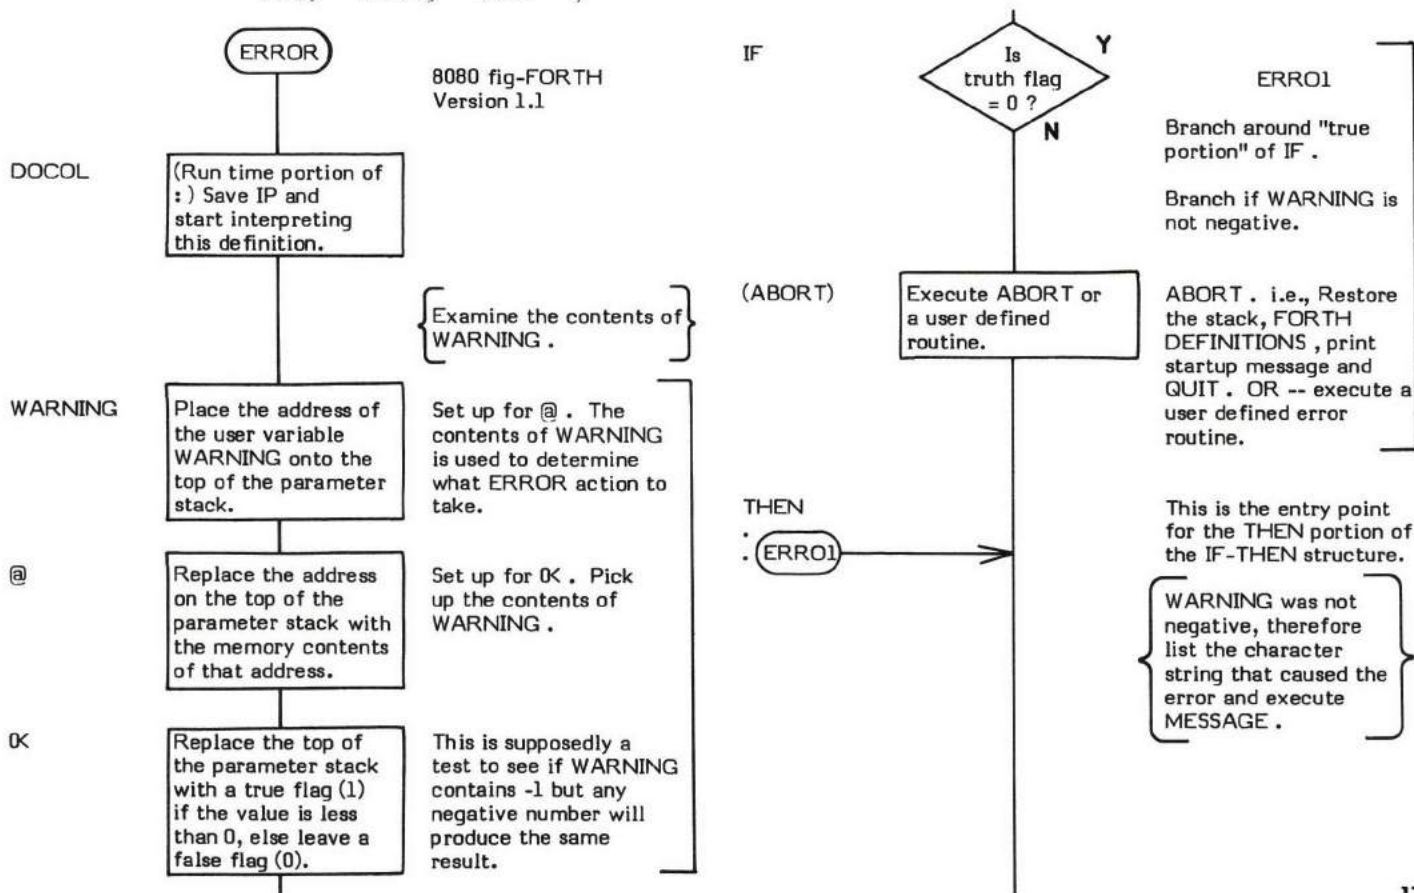 ERROR
8080 fig-FORTH
Version 1.1
DOCOL
(Run time portion of
: ) Save IP and
start interpreting
this definition.
Examine the contents of
WARNING .
WARNING
Place the address of
the user variable
WARNING onto the
top of the parameter
stack.
Set up for @ . The
contents of WARNING
is used to determine
what ERROR action to
take.
@
Replace the address
on the top of the
parameter stack with
the memory contents
of that address.
Set up for 0< . Pick
up the contents of
WARNING .
0<
Replace the top of
the parameter stack
with a true flag (1)
if the value is less
than 0, else leave a
false flag (0).
This is supposedly a
test to see if WARNING
contains -1 but any
negative number will
produce the same
result.
IF
Is
truth flag
= 0 ?
Y
N
ERRO1
Branch around "true
portion" of IF .
Branch if WARNING is
not negative.
(ABORT)
Execute ABORT or
a user defined
routine.
ABORT . i.e., Restore
the stack, FORTH
DEFINITIONS , print
startup message and
QUIT . OR -- execute a
user defined error
routine.
THEN
: ERRO1
This is the entry point
for the THEN portion of
the IF-THEN structure.
WARNING was not
negative, therefore
list the character
string that caused the
error and execute
MESSAGE .